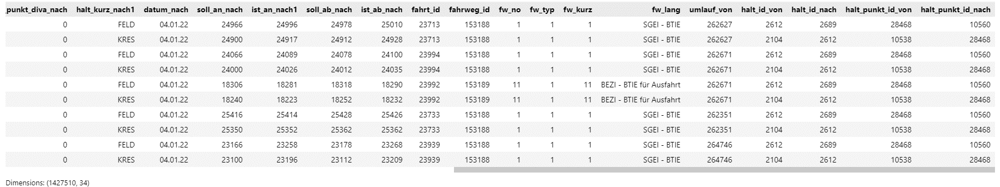 _punkt_diva_nach halt_kurz_nach1 datum_nach soll_an_nach ist_an_nach1 soll_ab_nach ist_ab_nach fahrt_id fahrweg_id fw_no fw_typ fw_kurz fw_lang umlauf_von halt_id_von halt_id_nach halt_punkt_id_von halt_punkt_id_nach
0 FELD 04.01.22 24966 24996 24978 25010 23713 153188 1 1 1 SGEI - BTIE 262627 2612 2689 28468 10560
0 KRES 04.01.22 24900 24917 24912 24928 23713 153188 1 1 1 SGEI - BTIE 262627 2104 2612 10538 28468
0 FELD 04.01.22 24066 24089 24078 24100 23994 153188 1 1 1 SGEI - BTIE 262671 2612 2689 28468 10560
0 KRES 04.01.22 24000 24026 24012 24035 23994 153188 1 1 1 SGEI - BTIE 262671 2104 2612 10538 28468
0 FELD 04.01.22 18306 18281 18318 18290 23992 153189 11 1 11 BEZI - BTIE für Ausfahrt 262671 2612 2689 28468 10560
0 KRES 04.01.22 18240 18223 18252 18232 23992 153189 11 1 11 BEZI - BTIE für Ausfahrt 262671 2104 2612 10538 28468
0 FELD 04.01.22 25416 25414 25428 25426 23733 153188 1 1 1 SGEI - BTIE 262351 2612 2689 28468 10560
0 KRES 04.01.22 25350 25352 25362 25362 23733 153188 1 1 1 SGEI - BTIE 262351 2104 2612 10538 28468
0 FELD 04.01.22 23166 23258 23178 23268 23939 153188 1 1 1 SGEI - BTIE 264746 2612 2689 28468 10560
0 KRES 04.01.22 23100 23196 23112 23209 23939 153188 1 1 1 SGEI - BTIE 264746 2104 2612 10538 28468
Dimensions: (1427510, 34)